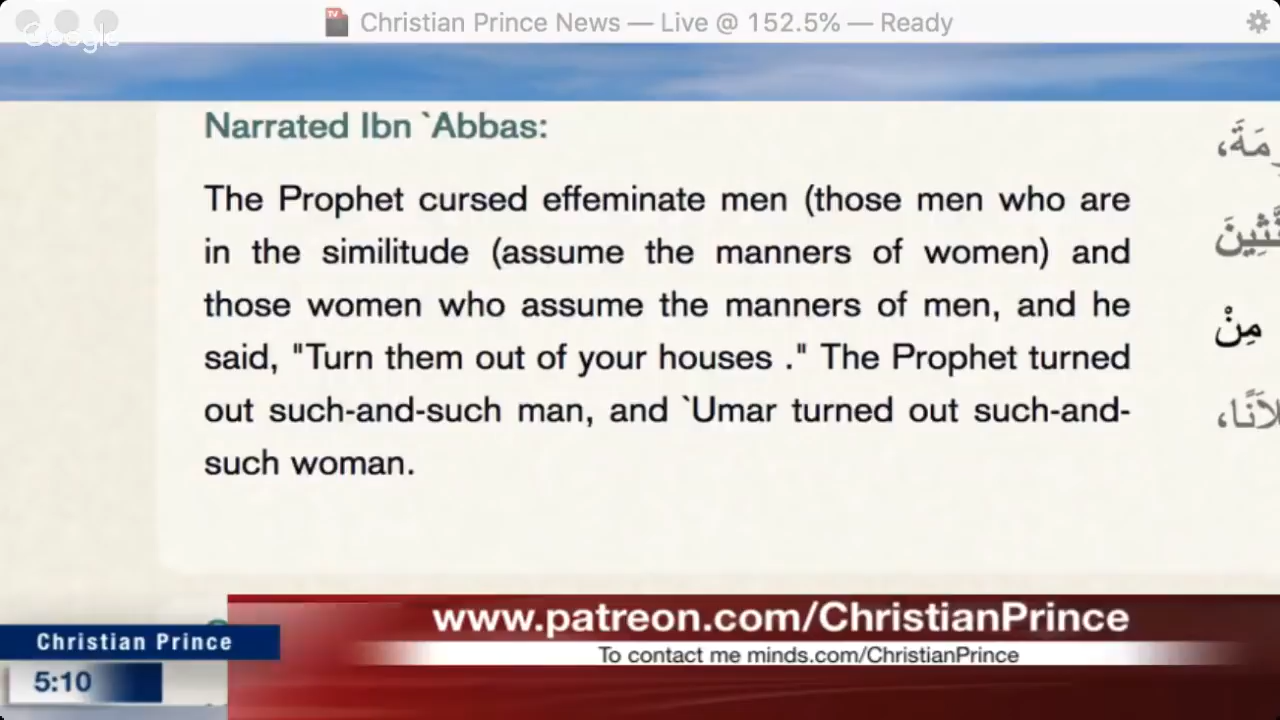 Christian Prince News — Live @ 152.5% — Ready
Google
Narrated Ibn `Abbas:
The Prophet cursed effeminate men (those men who are
in the similitude (assume the manners of women) and
those women who assume the manners of men, and he
said, "Turn them out of your houses ." The Prophet turned
out such-and-such man, and `Umar turned out such-and-
such woman.
مِنْ
www.patreon.com/ChristianPrince
Christian Prince
To contact me minds.com/ChristianPrince
5:10